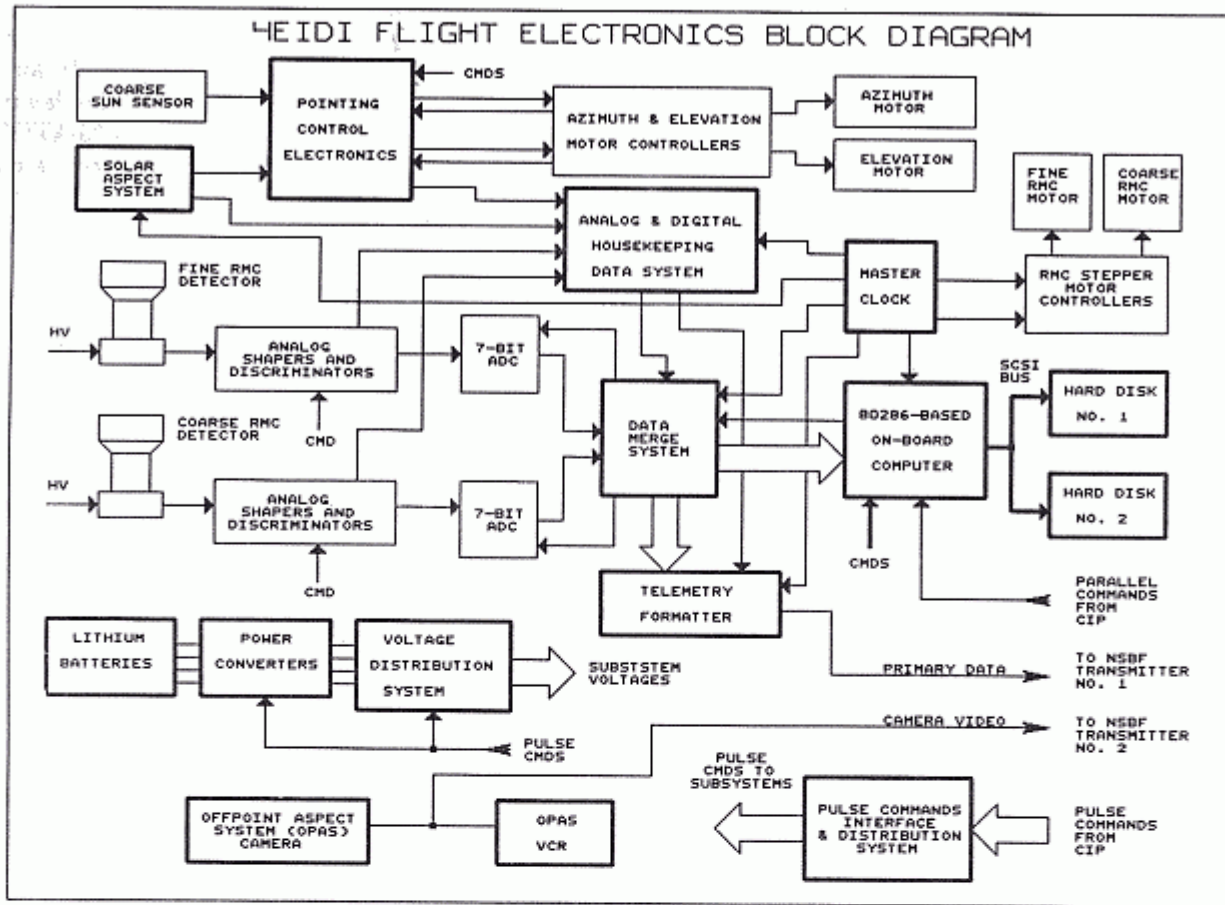 HEIDI FLIGHT ELECTRONICS BLOCK DIAGRAM
COARSE
SUN SENSOR
POINTING
CONTROL
ELECTRONICS
CMDS
AZIMUTH & ELEVATION
MOTOR CONTROLLERS
AZIMUTH
MOTOR
ELEVATION
MOTOR
SOLAR
ASPECT
SYSTEM
FINE
RMC
MOTOR
COARSE
RMC
MOTOR
ANALOG & DIGITAL
HOUSEKEEPING
DATA SYSTEM
MASTER
CLOCK
RMC STEPPER
MOTOR
CONTROLLERS
FINE RMC
DETECTOR
HV
ANALOG
SHAPERS AND
DISCRIMINATORS
CMD
7-BIT
ADC
COARSE RMC
DETECTOR
HV
ANALOG
SHAPERS AND
DISCRIMINATORS
CMD
7-BIT
ADC
DATA
MERGE
SYSTEM
80286-BASED
ON-BOARD
COMPUTER
CMDS
SCSI
BUS
HARD DISK
NO. 1
HARD DISK
NO. 2
TELEMETRY
FORMATTER
PARALLEL
COMMANDS
FROM
CIP
LITHIUM
BATTERIES
POWER
CONVERTERS
VOLTAGE
DISTRIBUTION
SYSTEM
SUBSTSTEM
VOLTAGES
PULSE
CMDS
PRIMARY DATA
TO NSBF
TRANSMITTER
NO. 1
CAMERA VIDEO
TO NSBF
TRANSMITTER
NO. 2
OFFPOINT ASPECT
SYSTEM (OPAS)
CAMERA
OPAS
VCR
PULSE
CMDS TO
SUBSYSTEMS
PULSE COMMANDS
INTERFACE
& DISTRIBUTION
SYSTEM
PULSE
COMMANDS
FROM
CIP